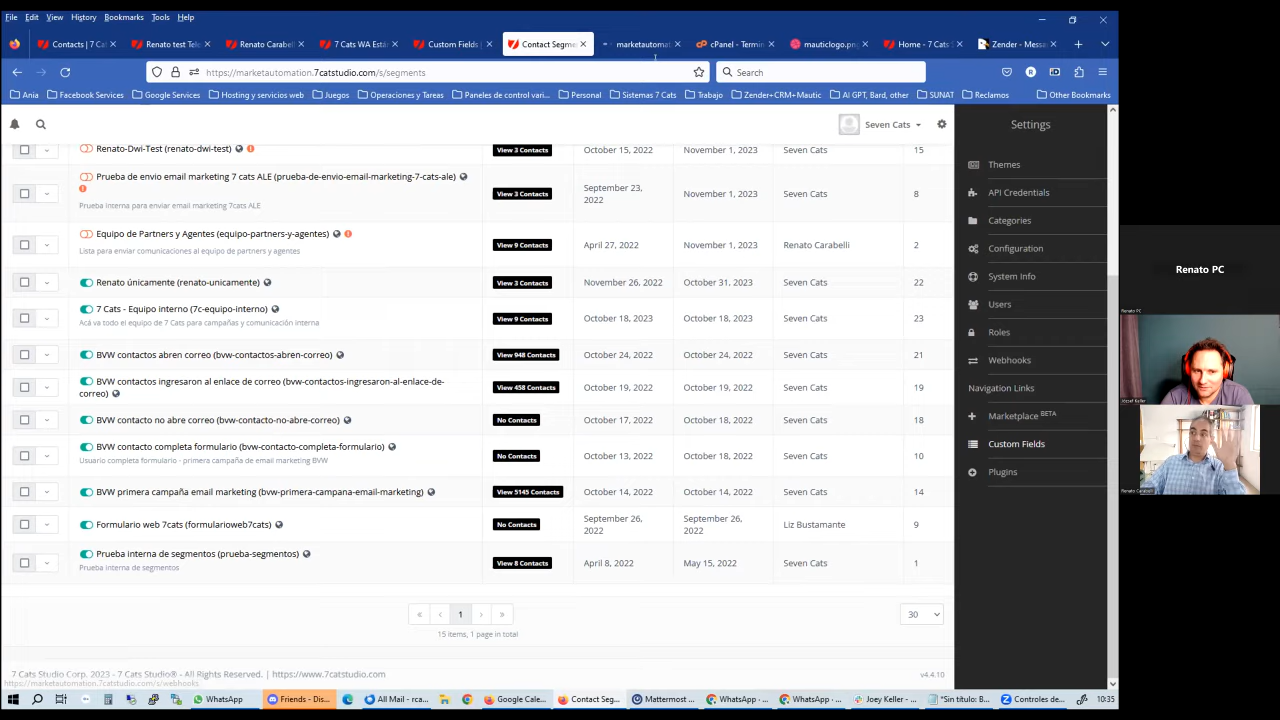 File Edit View History Bookmarks Tools Help
Contacts | 7 Cat
Renato test Tele
Renato Carabell
7 Cats WA Están
Custom Fields |
Contact Segme
marketautomat.
cPanel - Termin
mauticlogo.png
Home - 7 Cats S
Zender - Messa
https://marketautomation.7catstudio.com/s/segments
Search
Ania Facebook Services Google Services Hosting y servicios web Juegos Operaciones y Tareas Paneles de control vari... Personal Sistemas 7 Cats Trabajo Zender+CRM+Mautic AI GPT, Bard, other SUNAT Reclamos Other Bookmarks
Seven Cats
Settings
Renato-Dwi-Test (renato-dwi-test) View 3 Contacts October 15, 2022 November 1, 2023 Seven Cats 15
Prueba de envio email marketing 7 cats ALE (prueba-de-envio-email-marketing-7-cats-ale)
Prueba interna para enviar email marketing 7cats ALE
View 3 Contacts September 23, 2022 November 1, 2023 Seven Cats 8
Equipo de Partners y Agentes (equipo-partners-y-agentes)
Lista para enviar comunicaciones al equipo de partners y agentes
View 9 Contacts April 27, 2022 November 1, 2023 Renato Carabelli 2
Renato únicamente (renato-unicamente) View 3 Contacts November 26, 2022 October 31, 2023 Seven Cats 22
7 Cats - Equipo interno (7c-equipo-interno)
Acá va todo el equipo de 7 Cats para campañas y comunicación interna
View 9 Contacts October 18, 2023 October 18, 2023 Seven Cats 23
BVW contactos abren correo (bvw-contactos-abren-correo) View 948 Contacts October 24, 2022 October 24, 2022 Seven Cats 21
BVW contactos ingresaron al enlace de correo (bvw-contactos-ingresaron-al-enlace-de-
correo)
View 458 Contacts October 19, 2022 October 19, 2022 Seven Cats 19
BVW contacto no abre correo (bvw-contacto-no-abre-correo) No Contacts October 17, 2022 October 17, 2022 Seven Cats 18
BVW contacto completa formulario (bvw-contacto-completa-formulario)
Usuario completa formulario - primera campaña de email marketing BVW
No Contacts October 13, 2022 October 18, 2022 Seven Cats 10
BVW primera campaña email marketing (bvw-primera-campana-email-marketing) View 5145 Contacts October 14, 2022 October 14, 2022 Seven Cats 14
Formulario web 7cats (formularioweb7cats) No Contacts September 26, 2022 September 26, 2022 Liz Bustamante 9
Prueba interna de segmentos (prueba-segmentos)
Prueba interna de segmentos
View 8 Contacts April 8, 2022 May 15, 2022 Seven Cats 1
« ‹ 1 › »
15 items, 1 page in total
30
7 Cats Studio Corp. 2023 - 7 Cats Studio® - All Rights Reserved. | https://www.7catstudio.com
v4.4.10
https://marketautomation.7catstudio.com/s/webhooks
Themes
API Credentials
Categories
Configuration
System Info
Users
Roles
Webhooks
Navigation Links
Marketplace BETA
Custom Fields
Plugins
Renato PC
Renato PC
József Keller
Renato Carabelli
WhatsApp
Friends - Dis...
All Mail - rca...
Google Cale...
Contact Seg...
Mattermost ...
WhatsApp - ...
WhatsApp - ...
Slack - Joey Keller - ...
*Sin título: B...
Controles de...
10:35